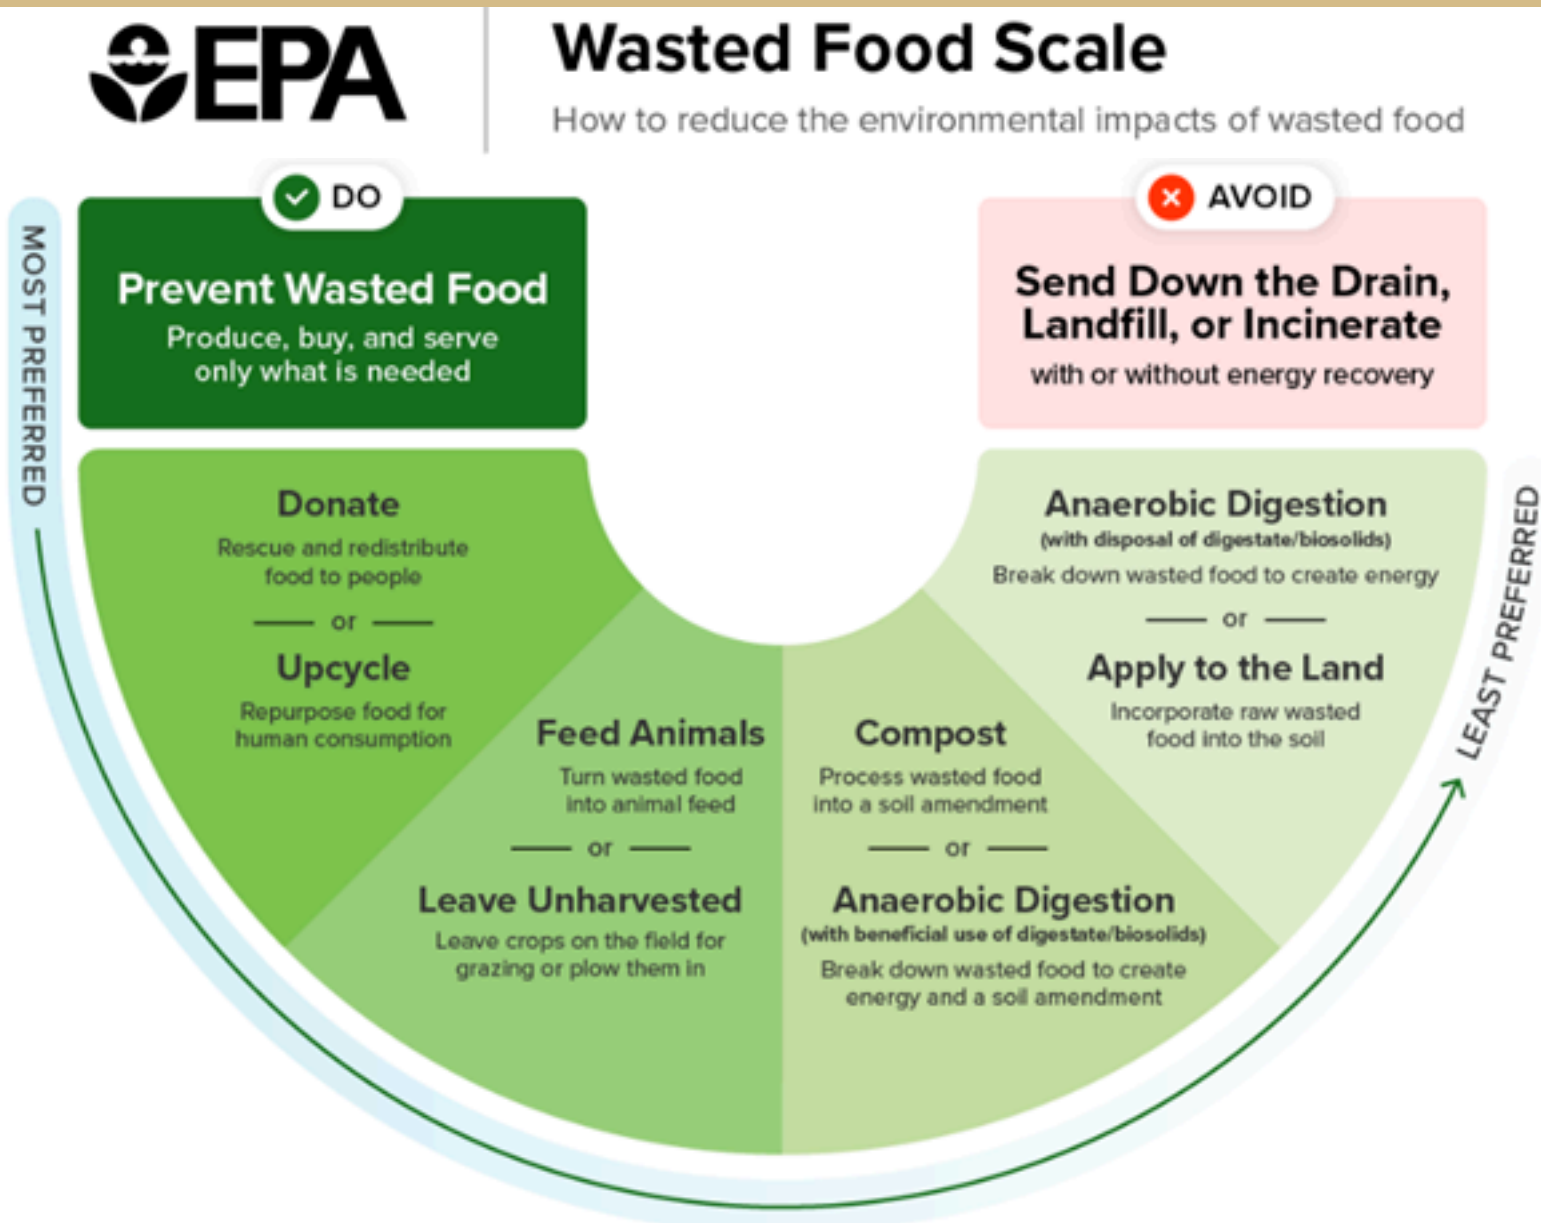 EPA
Wasted Food Scale
How to reduce the environmental impacts of wasted food
MOST PREFERRED
DO
Prevent Wasted Food
Produce, buy, and serve
only what is needed
Donate
Rescue and redistribute
food to people
or
Upcycle
Repurpose food for
human consumption
Feed Animals
Turn wasted food
into animal feed
or
Leave Unharvested
Leave crops on the field for
grazing or plow them in
Compost
Process wasted food
into a soil amendment
or
Anaerobic Digestion
(with beneficial use of digestate/biosolids)
Break down wasted food to create
energy and a soil amendment
Anaerobic Digestion
(with disposal of digestate/biosolids)
Break down wasted food to create energy
or
Apply to the Land
Incorporate raw wasted
food into the soil
AVOID
Send Down the Drain,
Landfill, or Incinerate
with or without energy recovery
LEAST PREFERRED